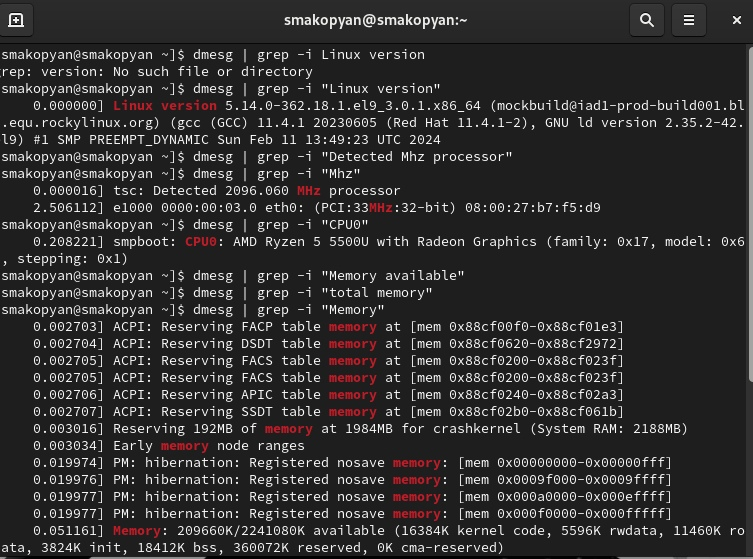 smakopyan@smakopyan:~
smakopyan@smakopyan ~]$ dmesg | grep -i Linux version
rep: version: No such file or directory
smakopyan@smakopyan ~]$ dmesg | grep -i "Linux version"
0.000000] Linux version 5.14.0-362.18.1.el9_3.0.1.x86_64 (mockbuild@iad1-prod-build001.bl
.equ.rockylinux.org) (gcc (GCC) 11.4.1 20230605 (Red Hat 11.4.1-2), GNU ld version 2.35.2-42.
l9) #1 SMP PREEMPT_DYNAMIC Sun Feb 11 13:49:23 UTC 2024
smakopyan@smakopyan ~]$ dmesg | grep -i "Detected Mhz processor"
smakopyan@smakopyan ~]$ dmesg | grep -i "Mhz"
0.000016] tsc: Detected 2096.060 MHz processor
2.506112] e1000 0000:00:03.0 eth0: (PCI:33MHz:32-bit) 08:00:27:b7:f5:d9
smakopyan@smakopyan ~]$ dmesg | grep -i "CPU0"
0.208221] smpboot: CPU0: AMD Ryzen 5 5500U with Radeon Graphics (family: 0x17, model: 0x6
, stepping: 0x1)
smakopyan@smakopyan ~]$ dmesg | grep -i "Memory available"
smakopyan@smakopyan ~]$ dmesg | grep -i "total memory"
smakopyan@smakopyan ~]$ dmesg | grep -i "Memory"
0.002703] ACPI: Reserving FACP table memory at [mem 0x88cf00f0-0x88cf01e3]
0.002704] ACPI: Reserving DSDT table memory at [mem 0x88cf0620-0x88cf2972]
0.002705] ACPI: Reserving FACS table memory at [mem 0x88cf0200-0x88cf023f]
0.002705] ACPI: Reserving FACS table memory at [mem 0x88cf0200-0x88cf023f]
0.002706] ACPI: Reserving APIC table memory at [mem 0x88cf0240-0x88cf02a3]
0.002707] ACPI: Reserving SSDT table memory at [mem 0x88cf02b0-0x88cf061b]
0.003016] Reserving 192MB of memory at 1984MB for crashkernel (System RAM: 2188MB)
0.003034] Early memory node ranges
0.019974] PM: hibernation: Registered nosave memory: [mem 0x00000000-0x00000fff]
0.019976] PM: hibernation: Registered nosave memory: [mem 0x0009f000-0x0009ffff]
0.019977] PM: hibernation: Registered nosave memory: [mem 0x000a0000-0x000effff]
0.019977] PM: hibernation: Registered nosave memory: [mem 0x000f0000-0x000fffff]
0.051161] Memory: 209660K/2241080K available (16384K kernel code, 5596K rwdata, 11460K ro
ata, 3824K init, 18412K bss, 360072K reserved, 0K cma-reserved)